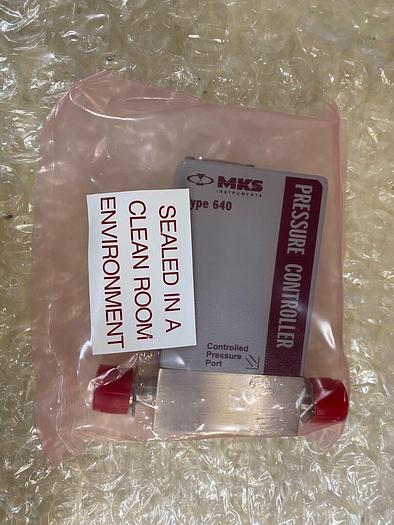 MKS
INSTRUMENTS
ype 640
PRESSURE CONTROLLER
Controlled
Pressure
Port
SEALED IN A
CLEAN ROOM
ENVIRONMENT